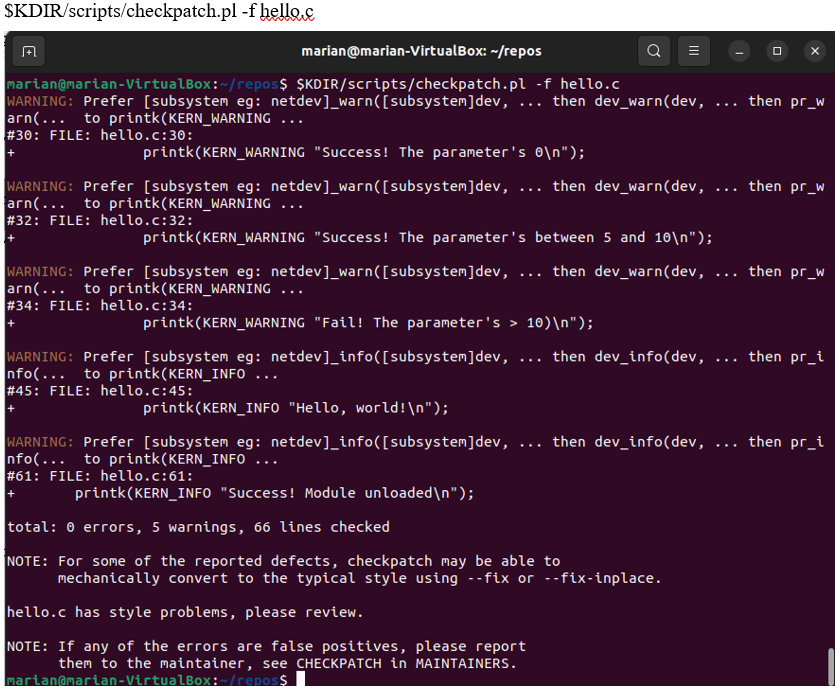 $KDIR/scripts/checkpatch.pl -f hello.c
marian@marian-VirtualBox: ~/repos
marian@marian-VirtualBox:~/repos$ $KDIR/scripts/checkpatch.pl -f hello.c
WARNING: Prefer [subsystem eg: netdev]_warn([subsystem]dev, ... then dev_warn(dev, ... then pr_w
arn(...  to printk(KERN_WARNING ...
#30: FILE: hello.c:30:
+               printk(KERN_WARNING "Success! The parameter's 0\n");
WARNING: Prefer [subsystem eg: netdev]_warn([subsystem]dev, ... then dev_warn(dev, ... then pr_w
arn(...  to printk(KERN_WARNING ...
#32: FILE: hello.c:32:
+               printk(KERN_WARNING "Success! The parameter's between 5 and 10\n");
WARNING: Prefer [subsystem eg: netdev]_warn([subsystem]dev, ... then dev_warn(dev, ... then pr_w
arn(...  to printk(KERN_WARNING ...
#34: FILE: hello.c:34:
+               printk(KERN_WARNING "Fail! The parameter's > 10)\n");
WARNING: Prefer [subsystem eg: netdev]_info([subsystem]dev, ... then dev_info(dev, ... then pr_i
nfo(...  to printk(KERN_INFO ...
#45: FILE: hello.c:45:
+               printk(KERN_INFO "Hello, world!\n");
WARNING: Prefer [subsystem eg: netdev]_info([subsystem]dev, ... then dev_info(dev, ... then pr_i
nfo(...  to printk(KERN_INFO ...
#61: FILE: hello.c:61:
+       printk(KERN_INFO "Success! Module unloaded\n");
total: 0 errors, 5 warnings, 66 lines checked
NOTE: For some of the reported defects, checkpatch may be able to
      mechanically convert to the typical style using --fix or --fix-inplace.
hello.c has style problems, please review.
NOTE: If any of the errors are false positives, please report
      them to the maintainer, see CHECKPATCH in MAINTAINERS.
marian@marian-VirtualBox:~/repos$